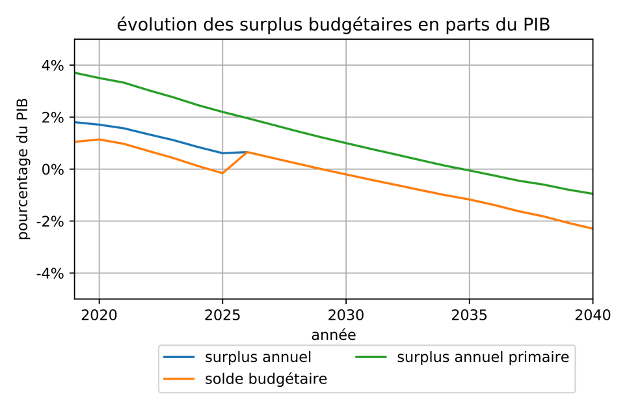 évolution des surplus budgétaires en parts du PIB
4%
2%
0%
-2%
-4%
pourcentage du PIB
2020 2025 2030 2035 2040
année
surplus annuel surplus annuel primaire
solde budgétaire